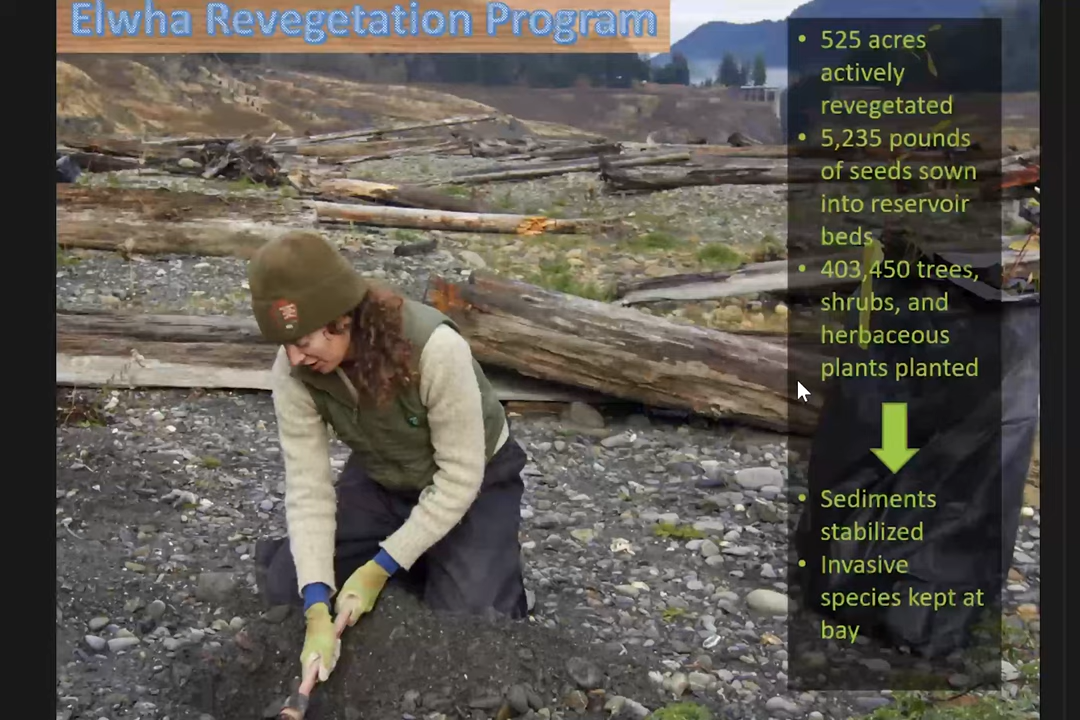 Elwha Revegetation Program
• 525 acres
actively
revegetated
• 5,235 pounds
of seeds sown
into reservoir
beds
• 403,450 trees,
shrubs, and
herbaceous
plants planted
• Sediments
stabilized
• Invasive
species kept at
bay